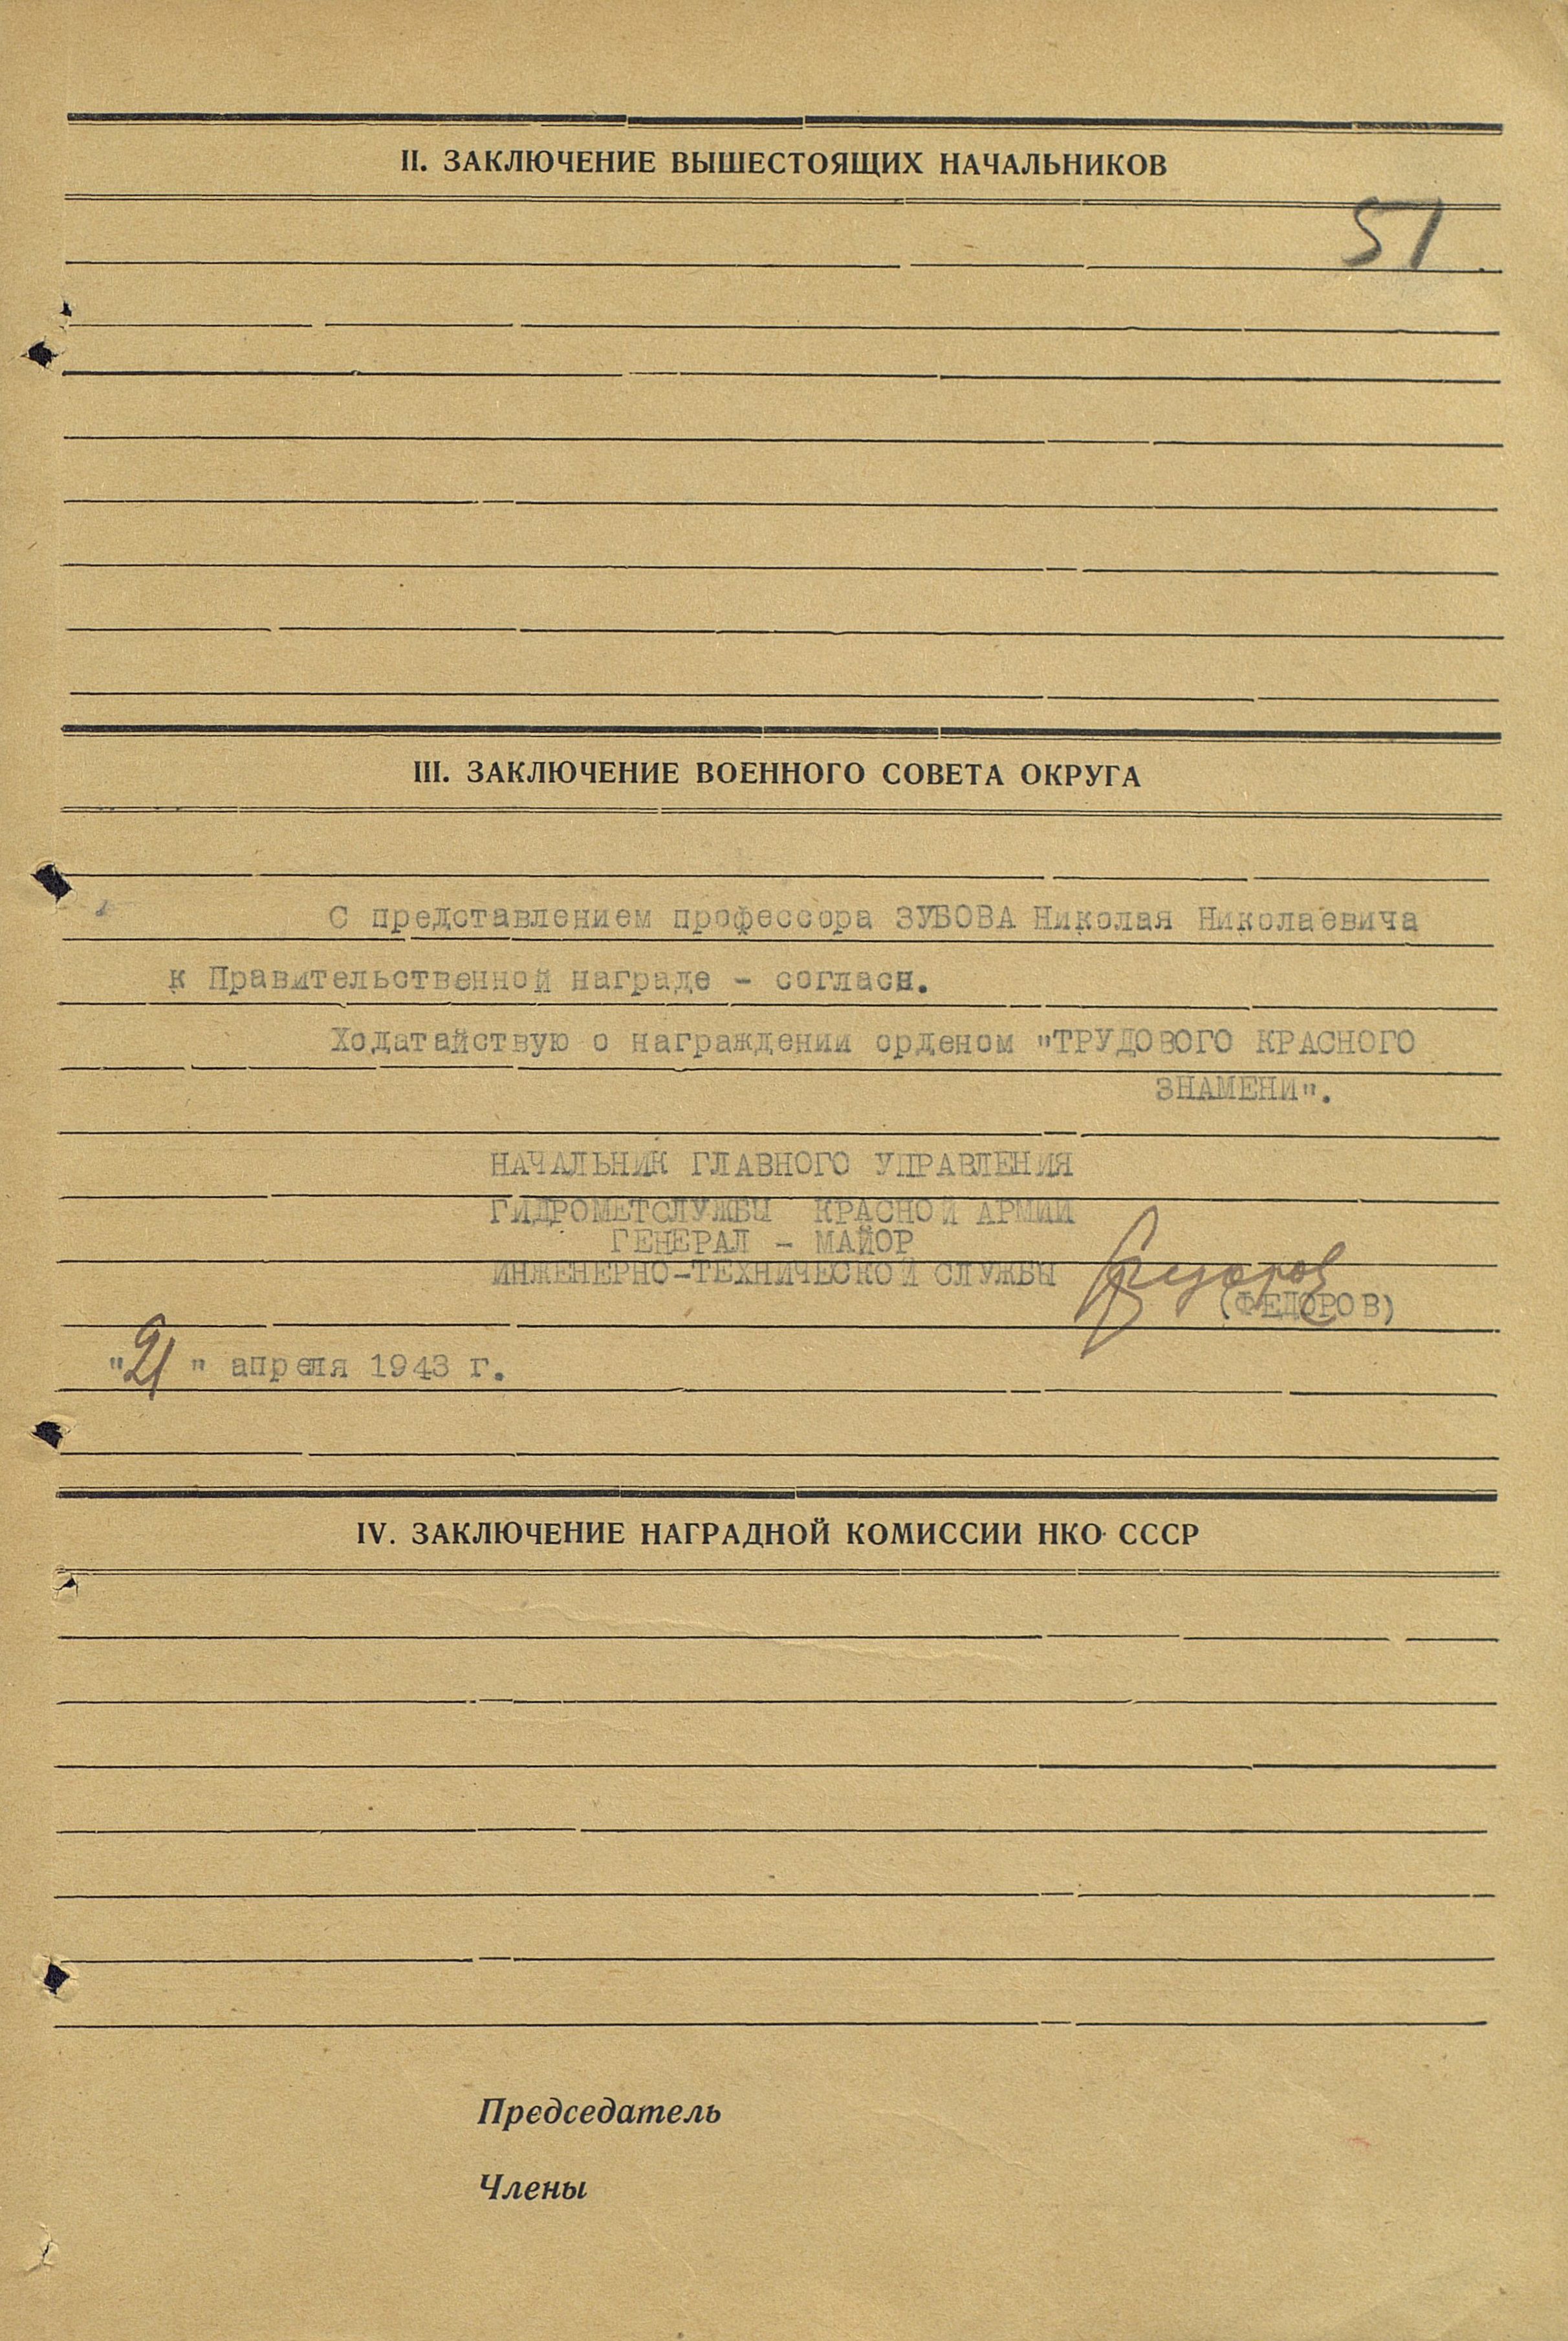 II. ЗАКЛЮЧЕНИЕ ВЫШЕСТОЯЩИХ НАЧАЛЬНИКОВ
51
III. ЗАКЛЮЧЕНИЕ ВОЕННОГО СОВЕТА ОКРУГА
С представлением профессора ЗУБОВА Николая Николаевича
к Правительственной награде - согласн.
Ходатайствую о награждении орденом "ТРУДОВОГО КРАСНОГО
ЗНАМЕНИ".
НАЧАЛЬНИК ГЛАВНОГО УПРАВЛЕНИЯ
ГИДРОМЕТСЛУЖБЫ КРАСНОЙ АРМИИ
ГЕНЕРАЛ - МАЙОР
ИНЖЕНЕРНО-ТЕХНИЧЕСКОЙ СЛУЖБЫ Федоров
(ФЕДОРОВ)
"21" апреля 1943 г.
IV. ЗАКЛЮЧЕНИЕ НАГРАДНОЙ КОМИССИИ НКО СССР
Председатель
Члены